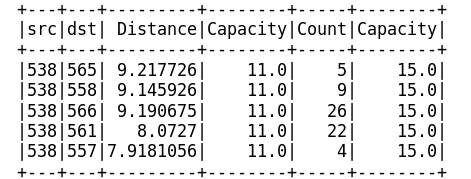 +---+---+---------+--------+-----+--------+
|src|dst| Distance|Capacity|Count|Capacity|
+---+---+---------+--------+-----+--------+
|538|565| 9.217726|    11.0|    5|    15.0|
|538|558| 9.145926|    11.0|    9|    15.0|
|538|566| 9.190675|    11.0|   26|    15.0|
|538|561|   8.0727|    11.0|   22|    15.0|
|538|557|7.9181056|    11.0|    4|    15.0|
+---+---+---------+--------+-----+--------+